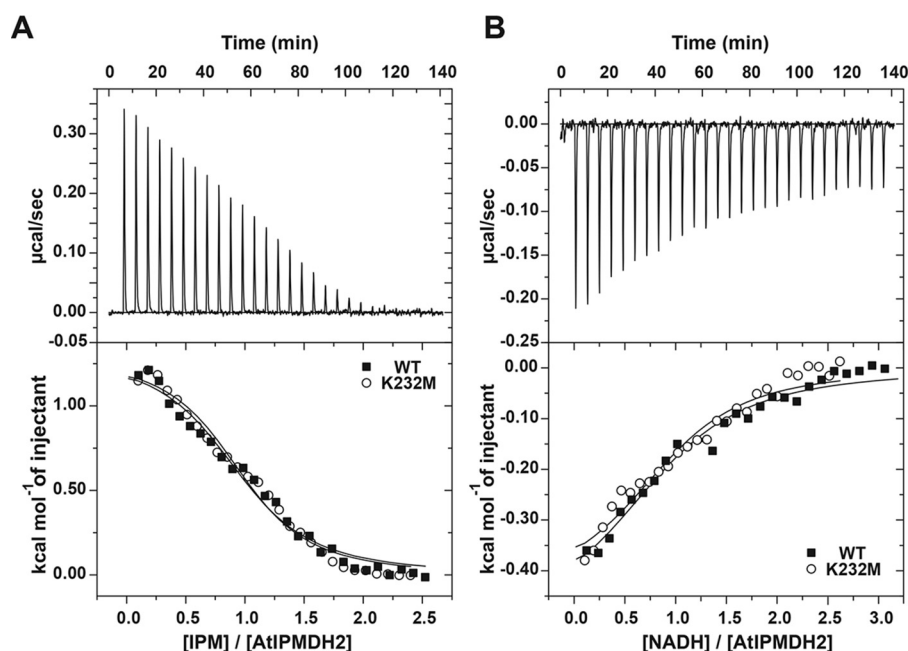 A
Time (min)
0 20 40 60 80 100 120 140
µcal/sec
0.30
0.20
0.10
0.00
-0.05
kcal mol-1 of injectant
1.00
0.50
0.00
WT
K232M
0.0 0.5 1.0 1.5 2.0 2.5
[IPM] / [AtIPMDH2]
B
Time (min)
0 20 40 60 80 100 120 140
µcal/sec
0.00
-0.05
-0.10
-0.15
-0.20
-0.25
kcal mol-1 of injectant
0.00
-0.10
-0.20
-0.30
-0.40
WT
K232M
0.0 0.5 1.0 1.5 2.0 2.5 3.0
[NADH] / [AtIPMDH2]